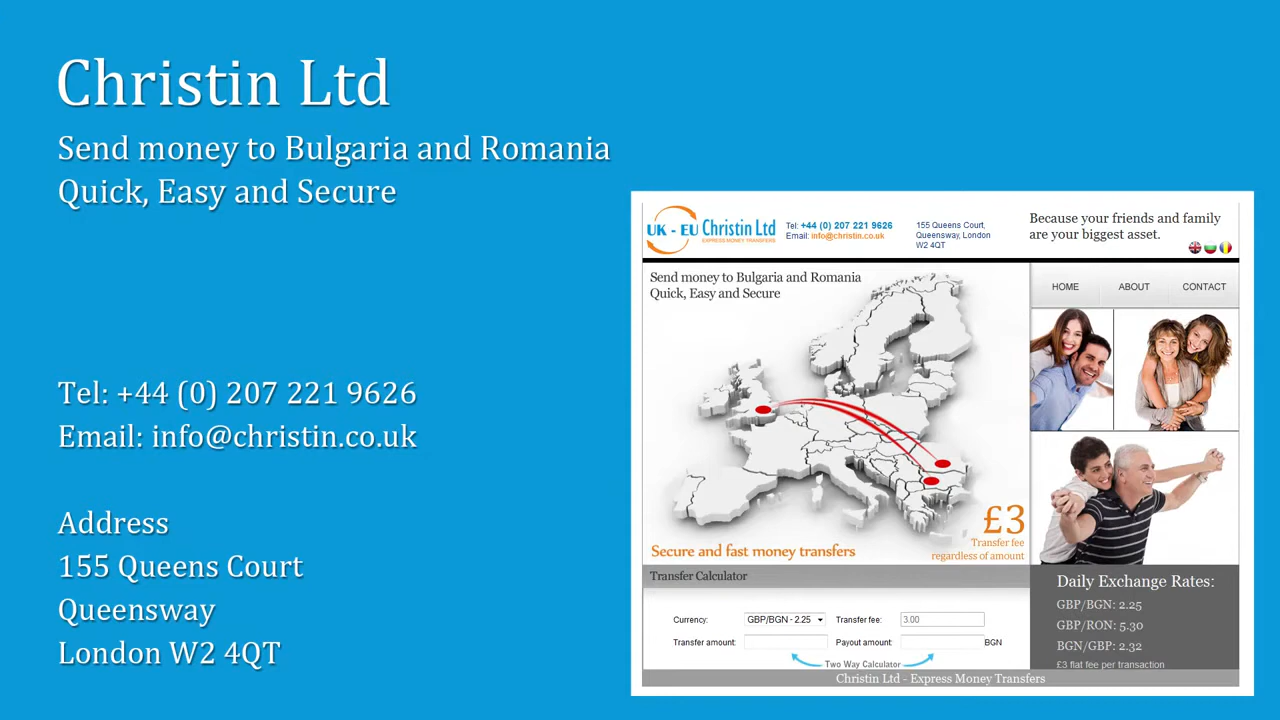 Christin Ltd
Send money to Bulgaria and Romania
Quick, Easy and Secure
Tel: +44 (0) 207 221 9626
Email: info@christin.co.uk
Address
155 Queens Court
Queensway
London W2 4QT
UK - EU Christin Ltd
EXPRESS MONEY TRANSFERS
Tel: +44 (0) 207 221 9626
Email: info@christin.co.uk
155 Queens Court,
Queensway, London
W2 4QT
Because your friends and family
are your biggest asset.
Send money to Bulgaria and Romania
Quick, Easy and Secure
HOME ABOUT CONTACT
£3
Transfer fee
regardless of amount
Secure and fast money transfers
Transfer Calculator
Currency: GBP/BGN - 2.25 Transfer fee: 3.00
Transfer amount: Payout amount: BGN
Two Way Calculator
Daily Exchange Rates:
GBP/BGN: 2.25
GBP/RON: 5.30
BGN/GBP: 2.32
£3 flat fee per transaction
Christin Ltd - Express Money Transfers